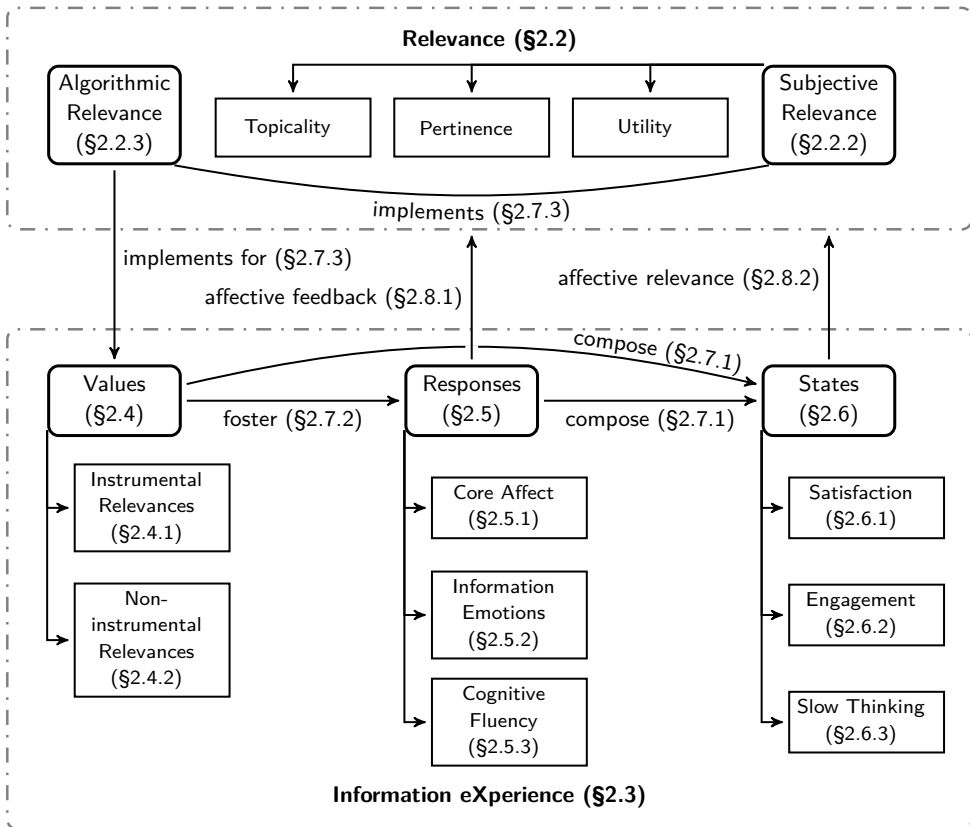 Relevance (§2.2)
Algorithmic
Relevance
(§2.2.3)
Topicality
Pertinence
Utility
Subjective
Relevance
(§2.2.2)
implements (§2.7.3)
implements for (§2.7.3)
affective feedback (§2.8.1)
affective relevance (§2.8.2)
compose (§2.7.1)
Values
(§2.4)
foster (§2.7.2)
Responses
(§2.5)
compose (§2.7.1)
States
(§2.6)
Instrumental
Relevances
(§2.4.1)
Non-
instrumental
Relevances
(§2.4.2)
Core Affect
(§2.5.1)
Information
Emotions
(§2.5.2)
Cognitive
Fluency
(§2.5.3)
Satisfaction
(§2.6.1)
Engagement
(§2.6.2)
Slow Thinking
(§2.6.3)
Information eXperience (§2.3)